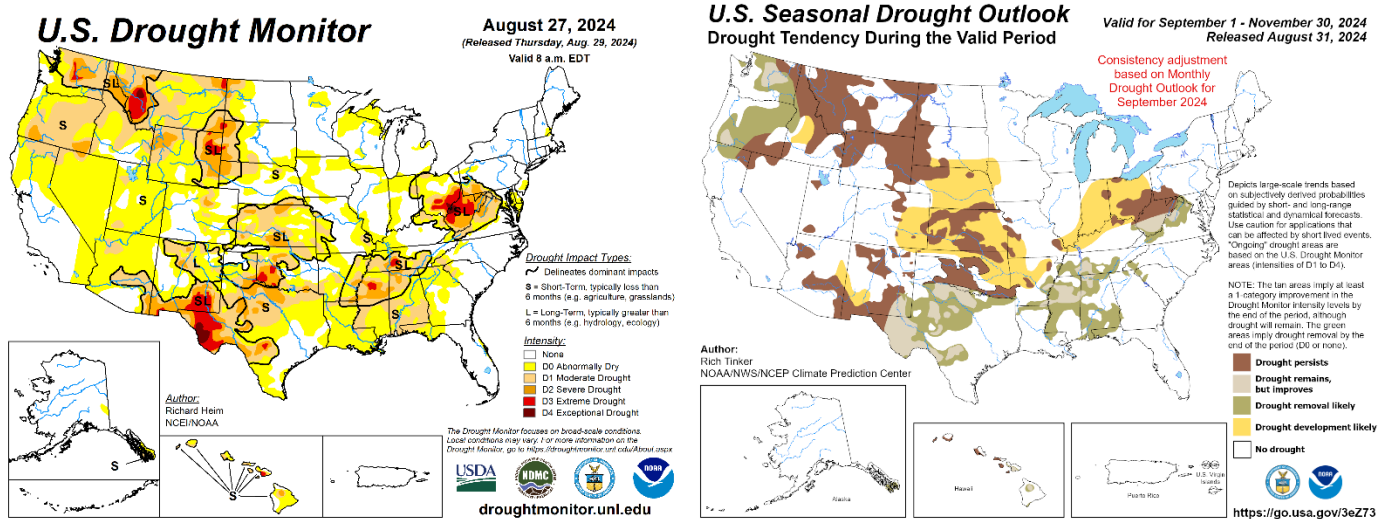 U.S. Drought Monitor
August 27, 2024
(Released Thursday, Aug. 29, 2024)
Valid 8 a.m. EDT
SL
S
SL
S
S
S
SL
SL
S
S
SL
SL
S
S
S
Drought Impact Types:
Delineates dominant impacts
S = Short-Term, typically less than
6 months (e.g. agriculture, grasslands)
L = Long-Term, typically greater than
6 months (e.g. hydrology, ecology)
Intensity:
None
D0 Abnormally Dry
D1 Moderate Drought
D2 Severe Drought
D3 Extreme Drought
D4 Exceptional Drought
Author:
Richard Heim
NCEI/NOAA
The Drought Monitor focuses on broad-scale conditions.
Local conditions may vary. For more information on the
Drought Monitor, go to https://droughtmonitor.unl.edu/About.aspx
USDA
NDMC
NOAA
droughtmonitor.unl.edu
U.S. Seasonal Drought Outlook
Drought Tendency During the Valid Period
Valid for September 1 - November 30, 2024
Released August 31, 2024
Consistency adjustment
based on Monthly
Drought Outlook for
September 2024
Depicts large-scale trends based
on subjectively derived probabilities
guided by short- and long-range
statistical and dynamical forecasts.
Use caution for applications that
can be affected by short lived events.
"Ongoing" drought areas are
based on the U.S. Drought Monitor
areas (intensities of D1 to D4).
NOTE: The tan areas imply at least
a 1-category improvement in the
Drought Monitor intensity levels by
the end of the period, although
drought will remain. The green
areas imply drought removal by the
end of the period (D0 or none).
Drought persists
Drought remains,
but improves
Drought removal likely
Drought development likely
No drought
Author:
Rich Tinker
NOAA/NWS/NCEP Climate Prediction Center
Alaska
Hawaii
Puerto Rico
U.S. Virgin
Islands
NOAA
https://go.usa.gov/3eZ73